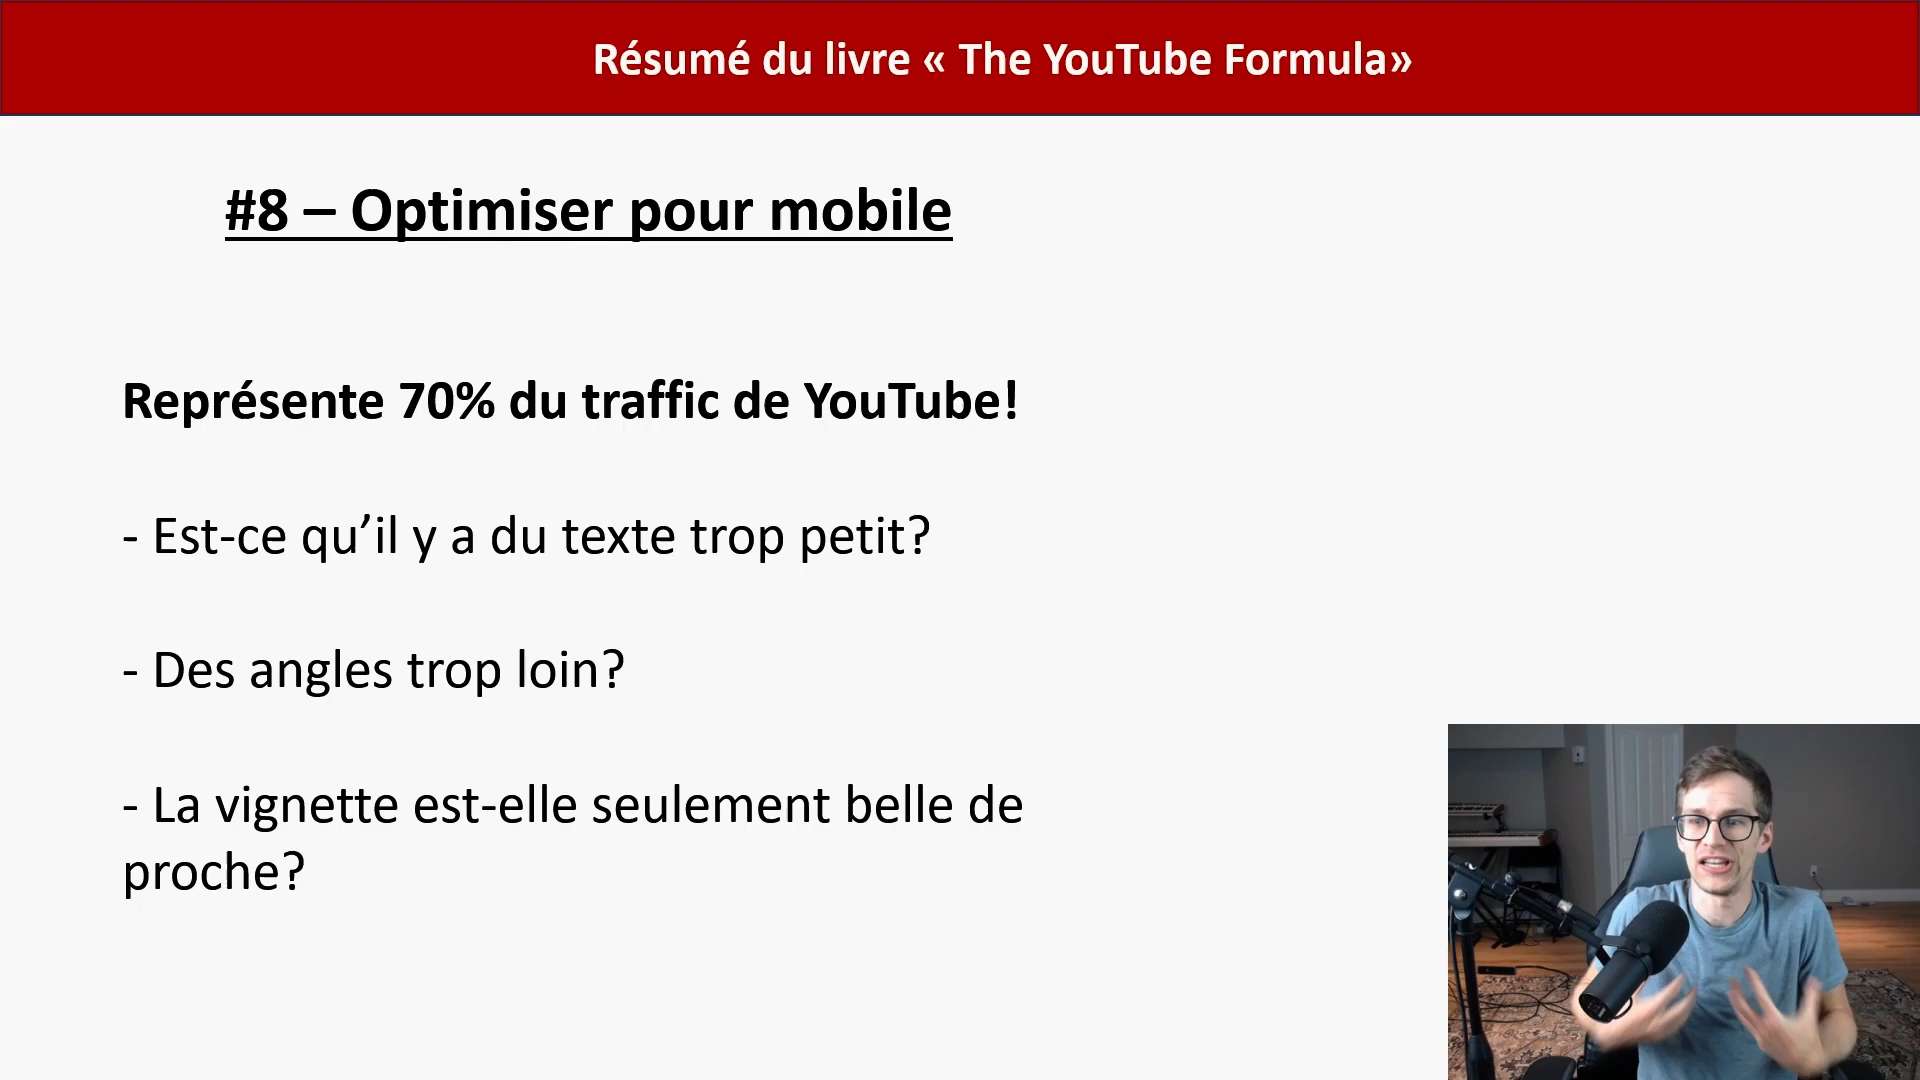 Résumé du livre « The YouTube Formula»
#8 – Optimiser pour mobile
Représente 70% du traffic de YouTube!
- Est-ce qu’il y a du texte trop petit?
- Des angles trop loin?
- La vignette est-elle seulement belle de
proche?